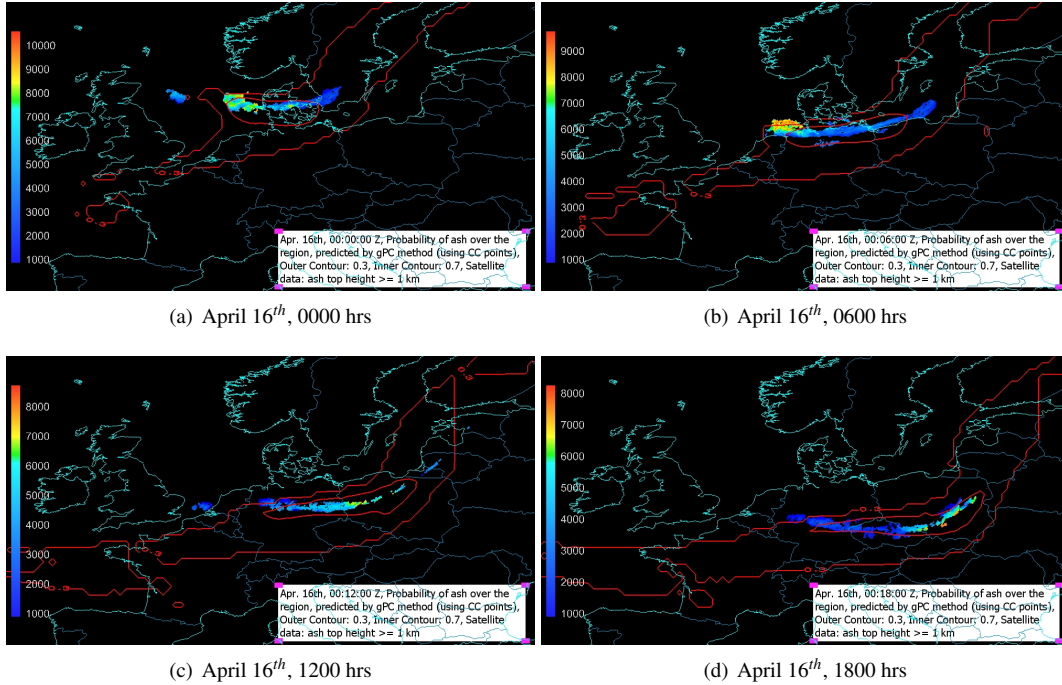 10000
9000
8000
7000
6000
5000
4000
3000
2000
1000
Apr. 16th, 00:00:00 Z, Probability of ash over the
region, predicted by gPC method (using CC points),
Outer Contour: 0.3, Inner Contour: 0.7, Satellite
data: ash top height >= 1 km
(a) April 16th, 0000 hrs
9000
8000
7000
6000
5000
4000
3000
2000
1000
0.3
Apr. 16th, 00:06:00 Z, Probability of ash over the
region, predicted by gPC method (using CC points),
Outer Contour: 0.3, Inner Contour: 0.7, Satellite
data: ash top height >= 1 km
(b) April 16th, 0600 hrs
8000
7000
6000
5000
4000
3000
2000
1000
Apr. 16th, 00:12:00 Z, Probability of ash over the
region, predicted by gPC method (using CC points),
Outer Contour: 0.3, Inner Contour: 0.7, Satellite
data: ash top height >= 1 km
(c) April 16th, 1200 hrs
8000
7000
6000
5000
4000
3000
2000
1000
Apr. 16th, 00:18:00 Z, Probability of ash over the
region, predicted by gPC method (using CC points),
Outer Contour: 0.3, Inner Contour: 0.7, Satellite
data: ash top height >= 1 km
(d) April 16th, 1800 hrs